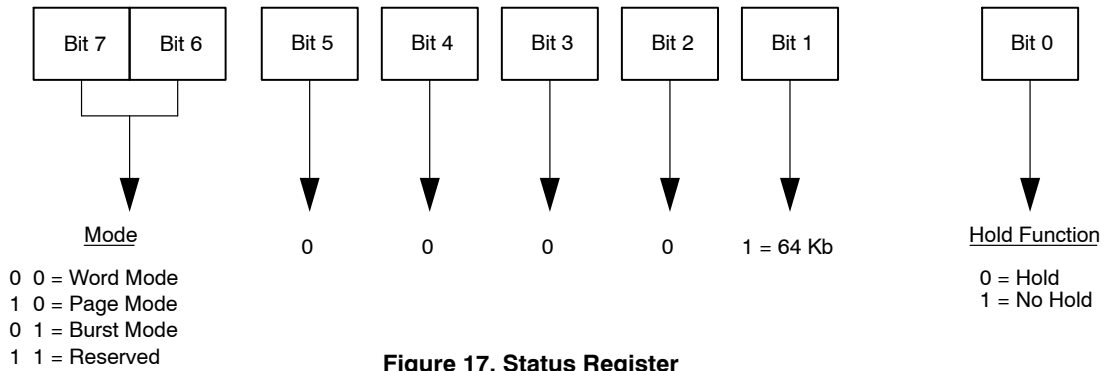 Bit 7 Bit 6 Bit 5 Bit 4 Bit 3 Bit 2 Bit 1 Bit 0
Mode 0 0 0 0 1 = 64 Kb Hold Function
0 0 = Word Mode
1 0 = Page Mode
0 1 = Burst Mode
1 1 = Reserved
0 = Hold
1 = No Hold
Figure 17. Status Register